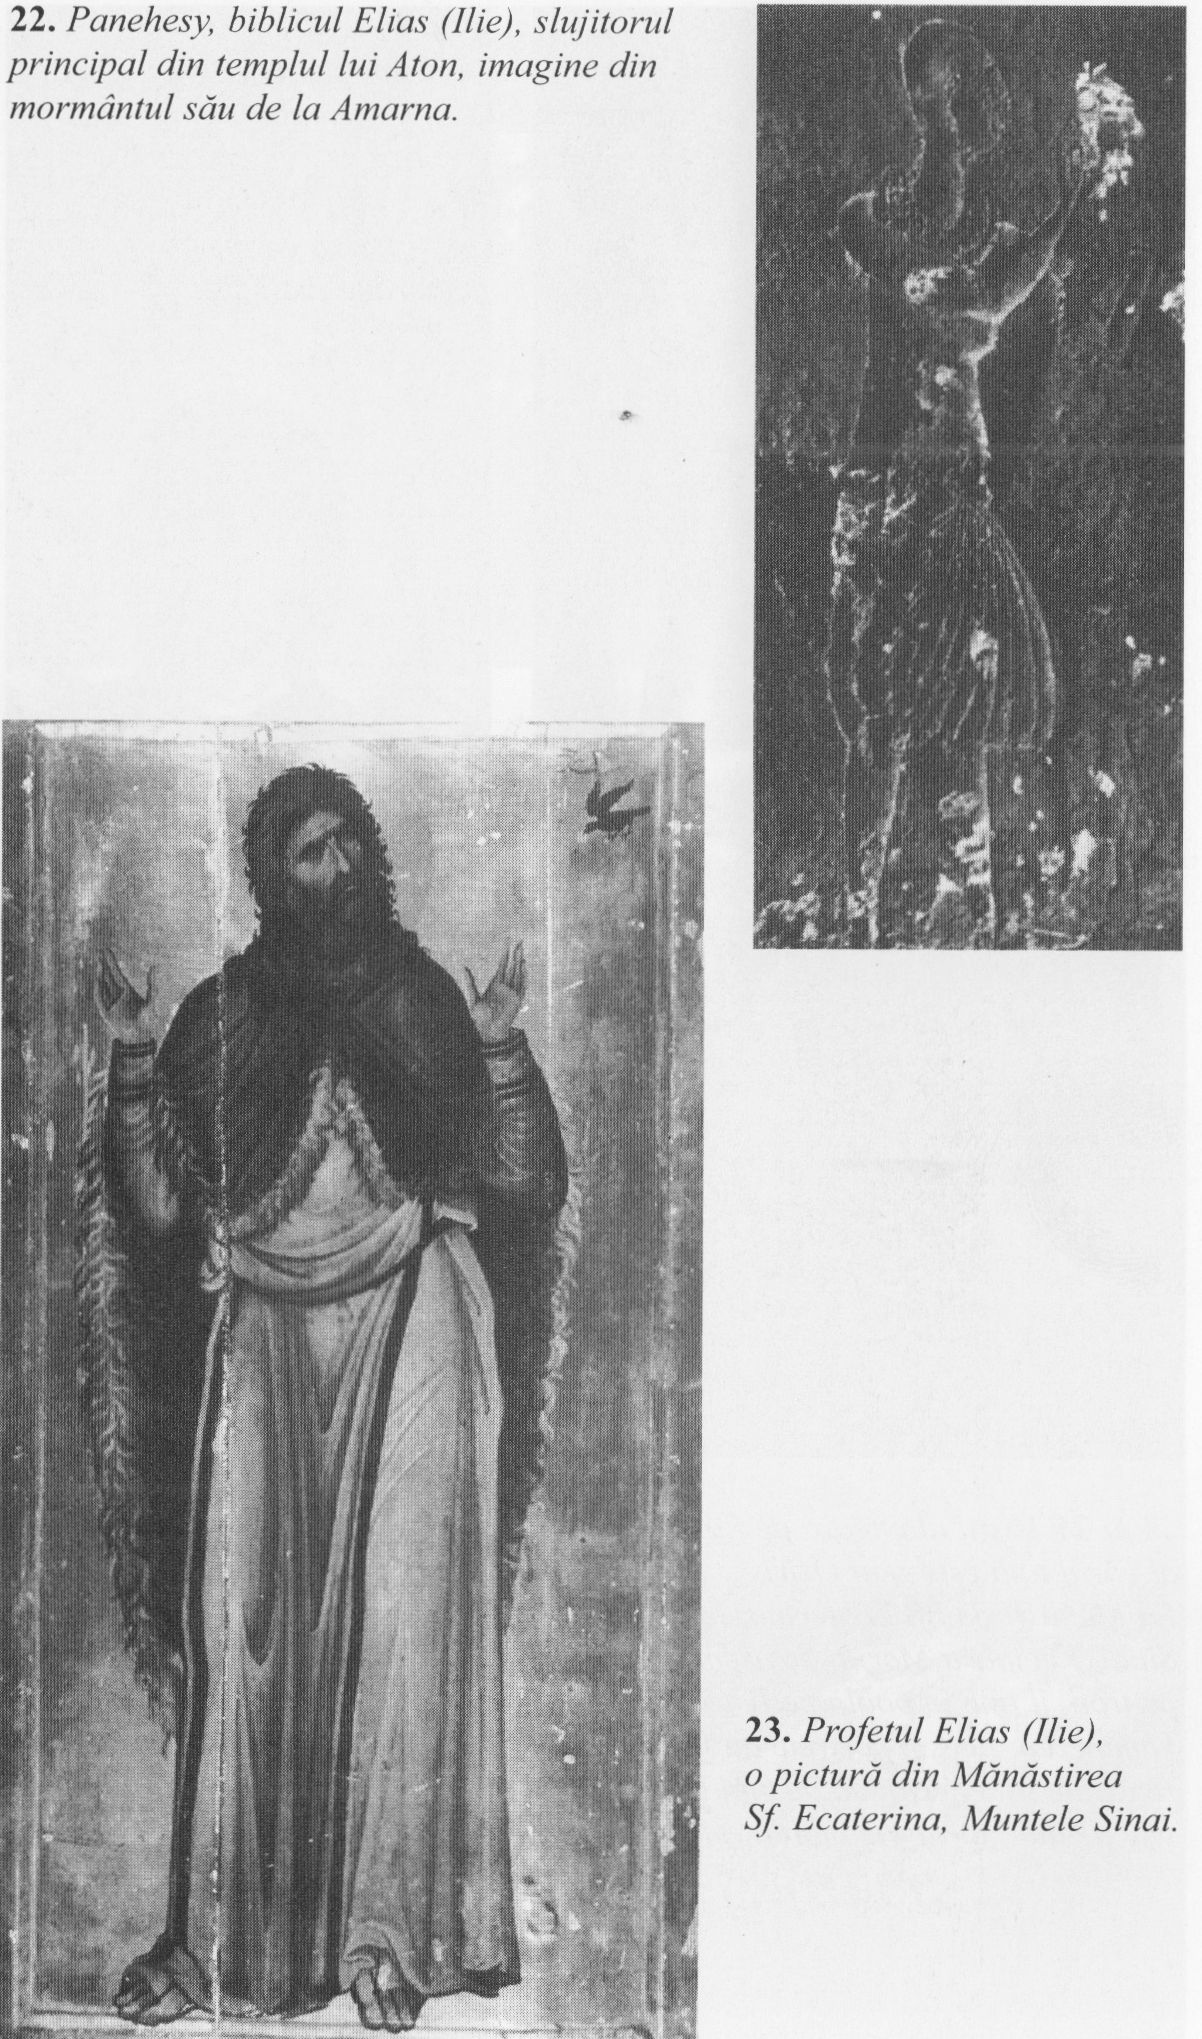 22. Panehesy, biblicul Elias (Ilie), slujitorul
principal din templul lui Aton, imagine din
mormântul său de la Amarna.
23. Profetul Elias (Ilie),
o pictură din Mănăstirea
Sf. Ecaterina, Muntele Sinai.